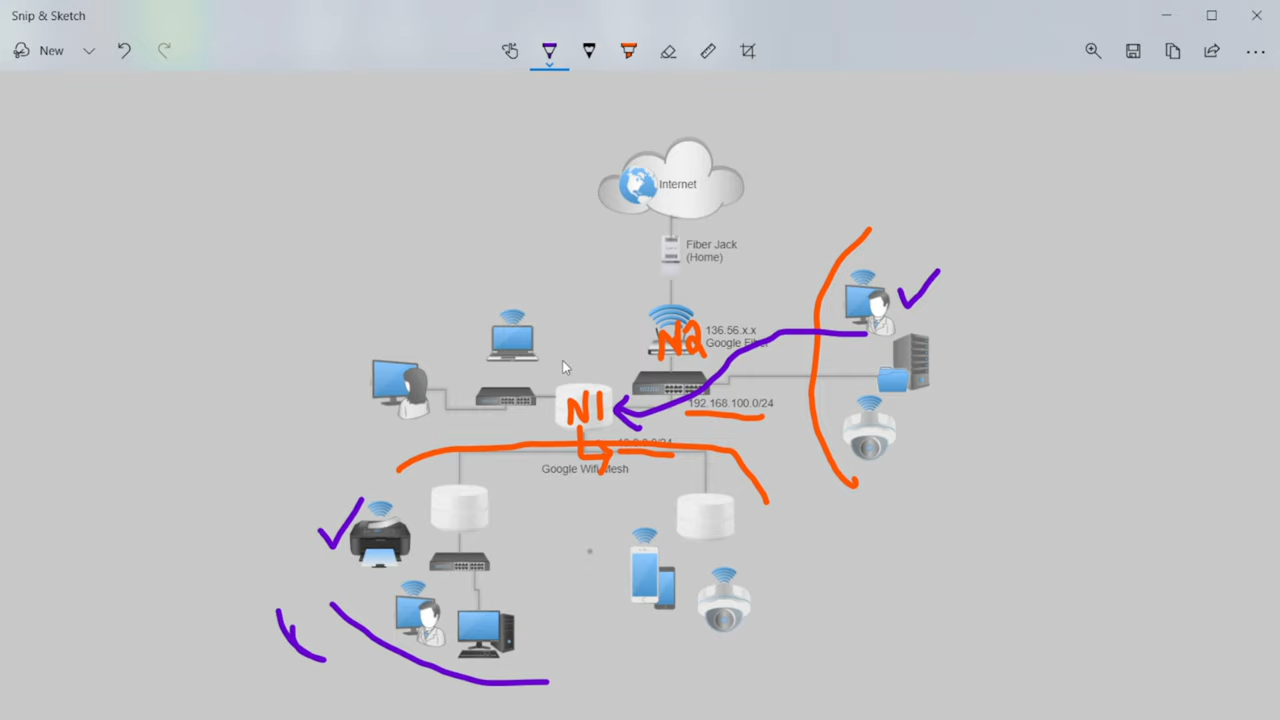 Snip & Sketch
New
Internet
Fiber Jack
(Home)
136.56.x.x
Google Fiber
N2
192.168.100.0/24
N1
Google Wifi Mesh